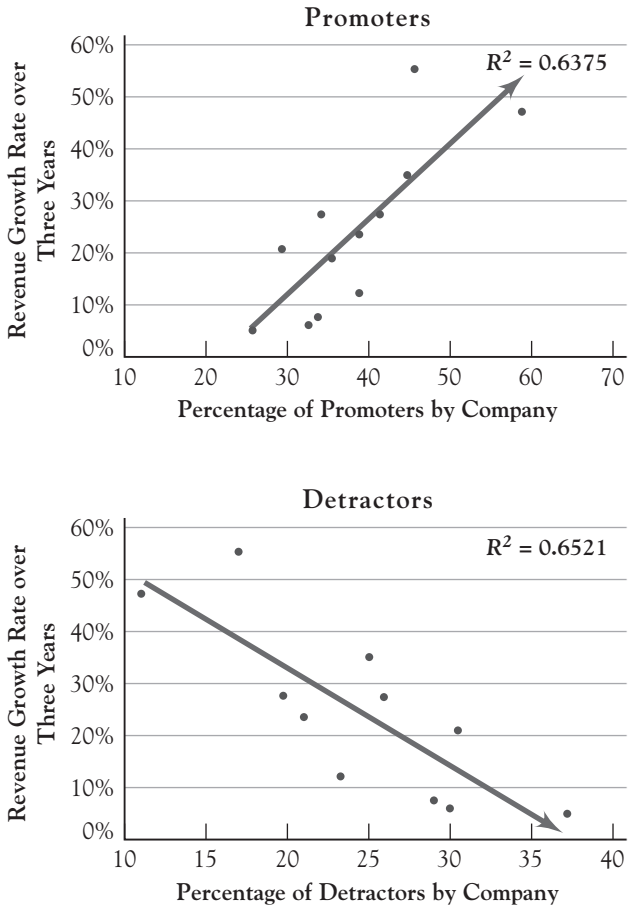 Promoters
R² = 0.6375
Revenue Growth Rate over
Three Years
60%
50%
40%
30%
20%
10%
0%
10 20 30 40 50 60 70
Percentage of Promoters by Company
Detractors
R² = 0.6521
Revenue Growth Rate over
Three Years
60%
50%
40%
30%
20%
10%
0%
10 15 20 25 30 35 40
Percentage of Detractors by Company